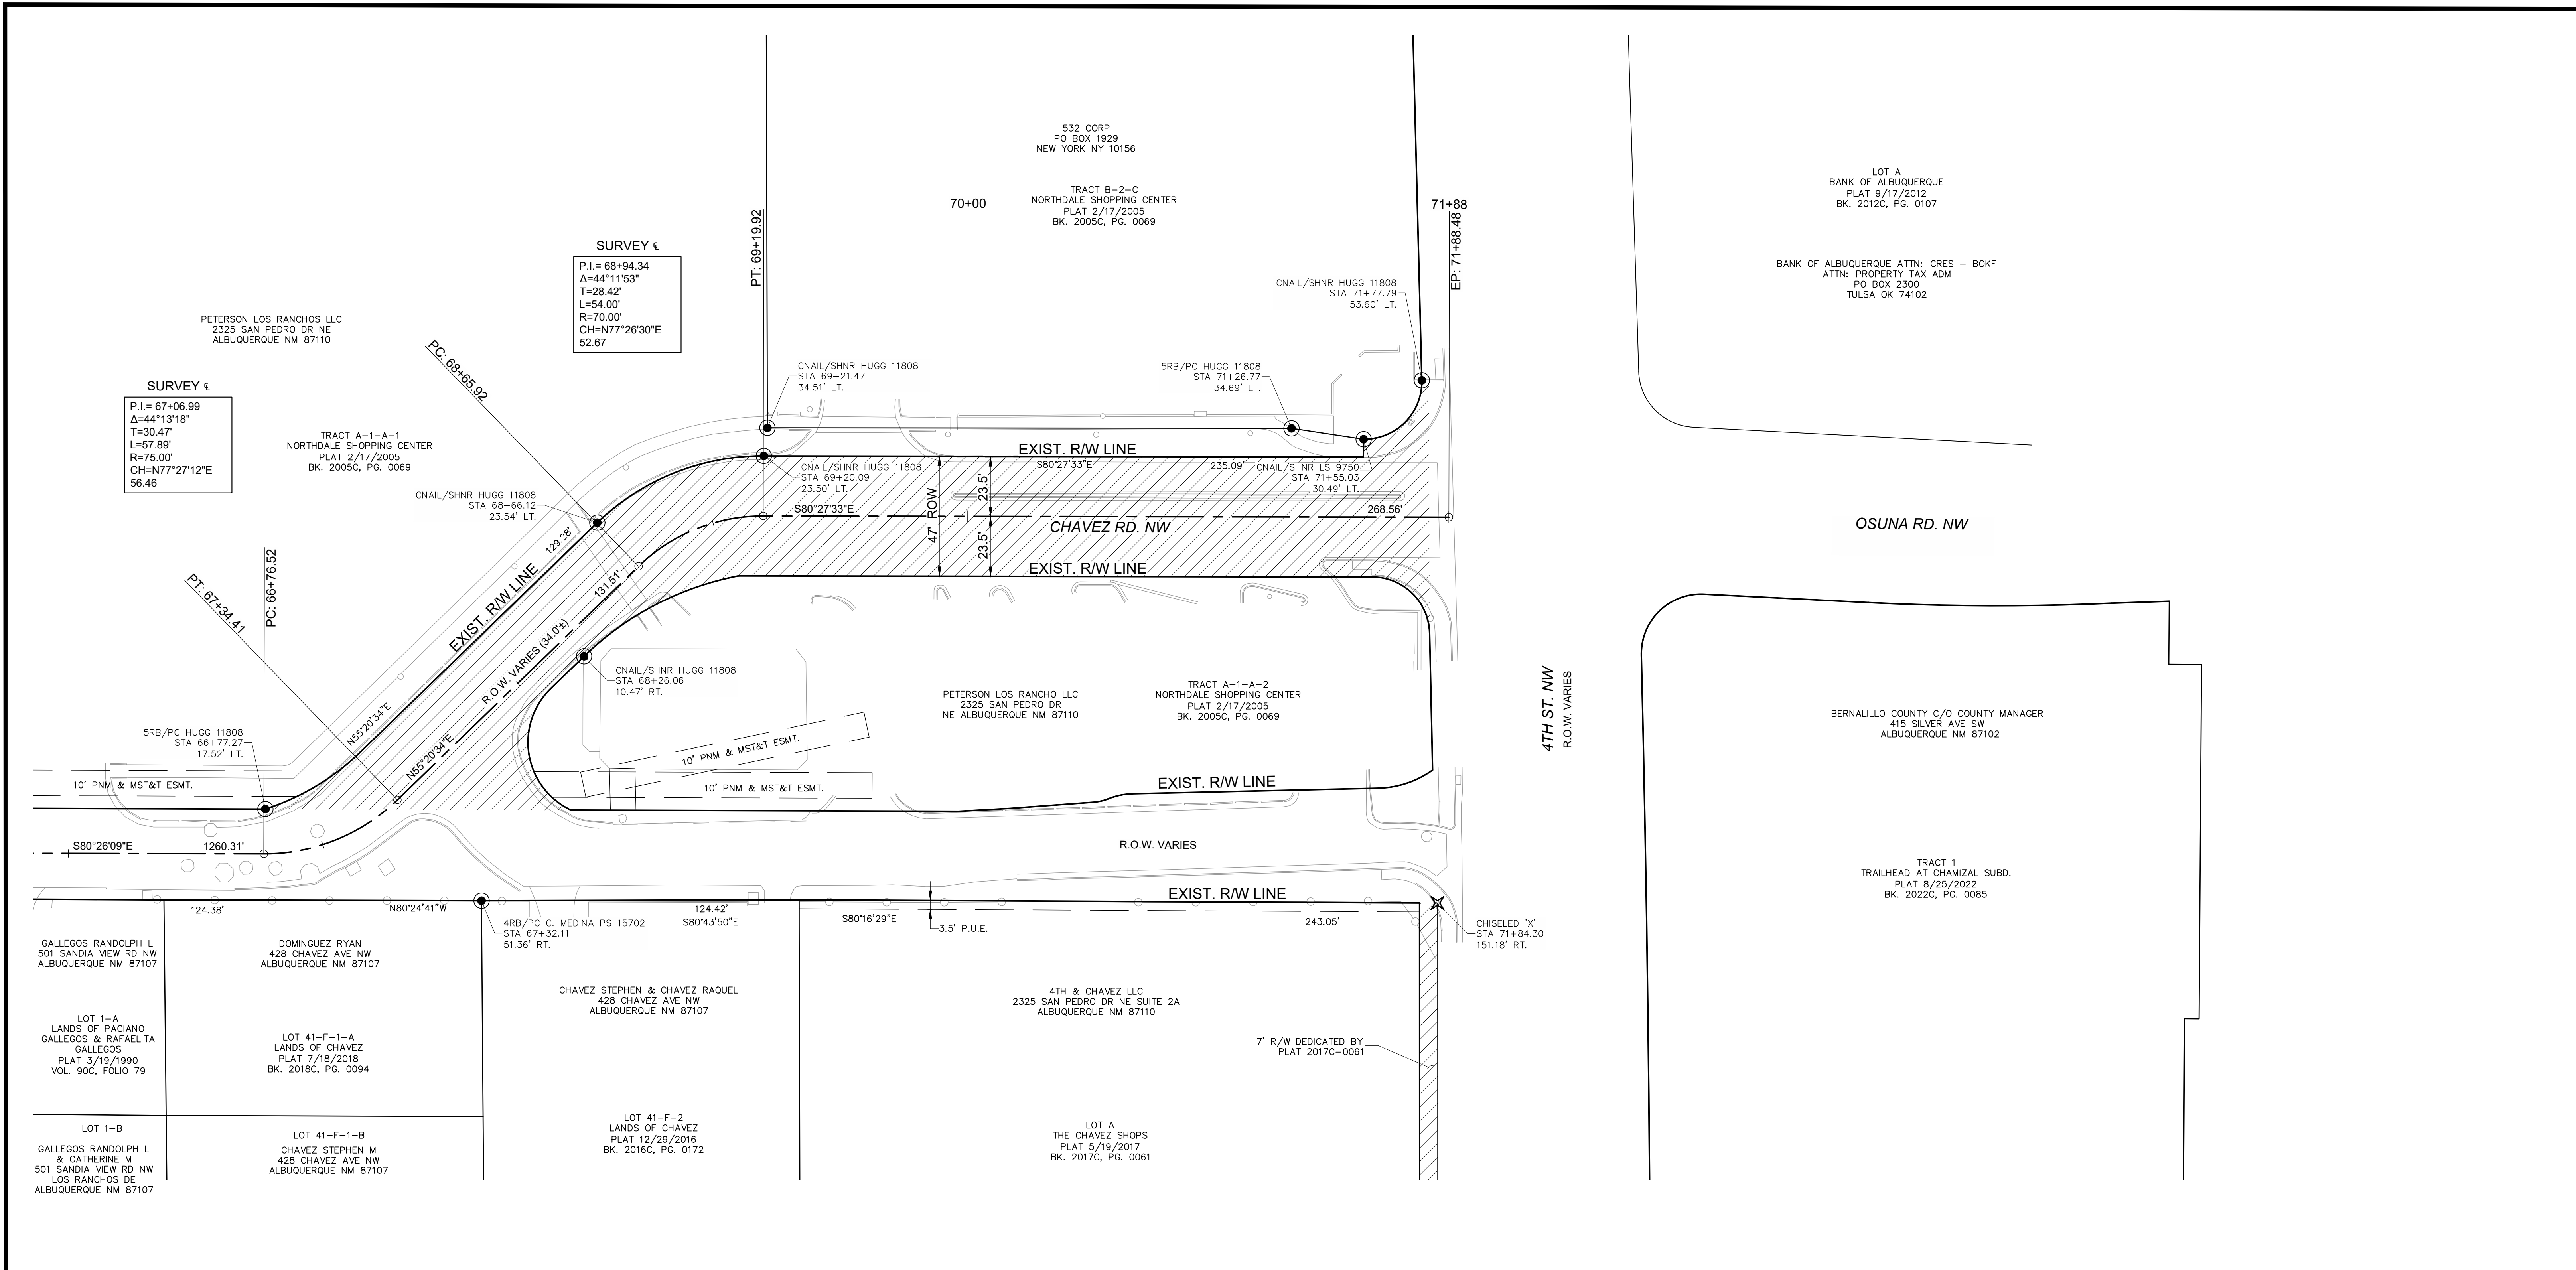 532 CORP
PO BOX 1929
NEW YORK NY 10156
TRACT B-2-C
NORTHDALE SHOPPING CENTER
PLAT 2/17/2005
BK. 2005C, PG. 0069
70+00
71+88
EP: 71+88.48
PT: 69+19.92
LOT A
BANK OF ALBUQUERQUE
PLAT 9/17/2012
BK. 2012C, PG. 0107
BANK OF ALBUQUERQUE ATTN: CRES - BOKF
ATTN: PROPERTY TAX ADM
PO BOX 2300
TULSA OK 74102
SURVEY ℄
P.I.= 68+94.34
Δ=44°11'53"
T=28.42'
L=54.00'
R=70.00'
CH=N77°26'30"E
52.67
PETERSON LOS RANCHOS LLC
2325 SAN PEDRO DR NE
ALBUQUERQUE NM 87110
SURVEY ℄
P.I.= 67+06.99
Δ=44°13'18"
T=30.47'
L=57.89'
R=75.00'
CH=N77°27'12"E
56.46
TRACT A-1-A-1
NORTHDALE SHOPPING CENTER
PLAT 2/17/2005
BK. 2005C, PG. 0069
PC: 68+65.92
CNAIL/SHNR HUGG 11808
STA 71+77.79
53.60' LT.
CNAIL/SHNR HUGG 11808
STA 69+21.47
34.51' LT.
5RB/PC HUGG 11808
STA 71+26.77
34.69' LT.
EXIST. R/W LINE
S80°27'33"E
235.09'
CNAIL/SHNR LS 9750
STA 71+55.03
30.49' LT.
CNAIL/SHNR HUGG 11808
STA 69+20.09
23.50' LT.
CNAIL/SHNR HUGG 11808
STA 68+66.12
23.54' LT.
47' ROW
23.5'
23.5'
S80°27'33"E
CHAVEZ RD. NW
268.56'
OSUNA RD. NW
EXIST. R/W LINE
129.28'
131.51'
EXIST. R/W LINE
R.O.W. VARIES (34.0'±)
N55°20'34"E
N55°20'34"E
PC: 66+76.52
PT: 67+34.41
CNAIL/SHNR HUGG 11808
STA 68+26.06
10.47' RT.
PETERSON LOS RANCHO LLC
2325 SAN PEDRO DR
NE ALBUQUERQUE NM 87110
TRACT A-1-A-2
NORTHDALE SHOPPING CENTER
PLAT 2/17/2005
BK. 2005C, PG. 0069
4TH ST. NW
R.O.W. VARIES
BERNALILLO COUNTY C/O COUNTY MANAGER
415 SILVER AVE SW
ALBUQUERQUE NM 87102
5RB/PC HUGG 11808
STA 66+77.27
17.52' LT.
10' PNM & MST&T ESMT.
10' PNM & MST&T ESMT.
10' PNM & MST&T ESMT.
EXIST. R/W LINE
S80°26'09"E
1260.31'
R.O.W. VARIES
TRACT 1
TRAILHEAD AT CHAMIZAL SUBD.
PLAT 8/25/2022
BK. 2022C, PG. 0085
EXIST. R/W LINE
124.38'
N80°24'41"W
124.42'
S80°43'50"E
S80°16'29"E
243.05'
3.5' P.U.E.
4RB/PC C. MEDINA PS 15702
STA 67+32.11
51.36' RT.
CHISELED 'X'
STA 71+84.30
151.18' RT.
GALLEGOS RANDOLPH L
501 SANDIA VIEW RD NW
ALBUQUERQUE NM 87107
DOMINGUEZ RYAN
428 CHAVEZ AVE NW
ALBUQUERQUE NM 87107
CHAVEZ STEPHEN & CHAVEZ RAQUEL
428 CHAVEZ AVE NW
ALBUQUERQUE NM 87107
4TH & CHAVEZ LLC
2325 SAN PEDRO DR NE SUITE 2A
ALBUQUERQUE NM 87110
LOT 1-A
LANDS OF PACIANO
GALLEGOS & RAFAELITA
GALLEGOS
PLAT 3/19/1990
VOL. 90C, FOLIO 79
LOT 41-F-1-A
LANDS OF CHAVEZ
PLAT 7/18/2018
BK. 2018C, PG. 0094
7' R/W DEDICATED BY
PLAT 2017C-0061
LOT 41-F-2
LANDS OF CHAVEZ
PLAT 12/29/2016
BK. 2016C, PG. 0172
LOT A
THE CHAVEZ SHOPS
PLAT 5/19/2017
BK. 2017C, PG. 0061
LOT 1-B
GALLEGOS RANDOLPH L
& CATHERINE M
501 SANDIA VIEW RD NW
LOS RANCHOS DE
ALBUQUERQUE NM 87107
LOT 41-F-1-B
CHAVEZ STEPHEN M
428 CHAVEZ AVE NW
ALBUQUERQUE NM 87107